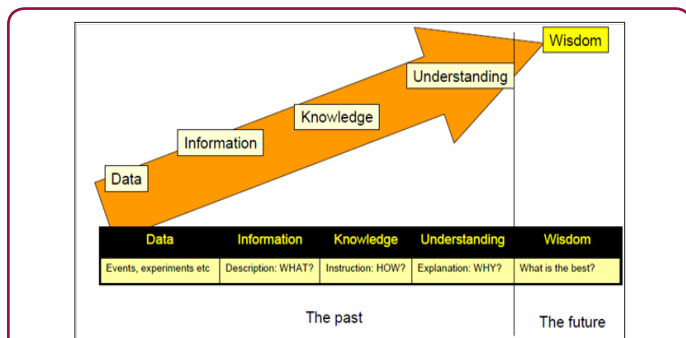 Wisdom
Understanding
Knowledge
Information
Data
Data Information Knowledge Understanding Wisdom
Events, experiments etc Description: WHAT? Instruction: HOW? Explanation: WHY? What is the best?
The past
The future